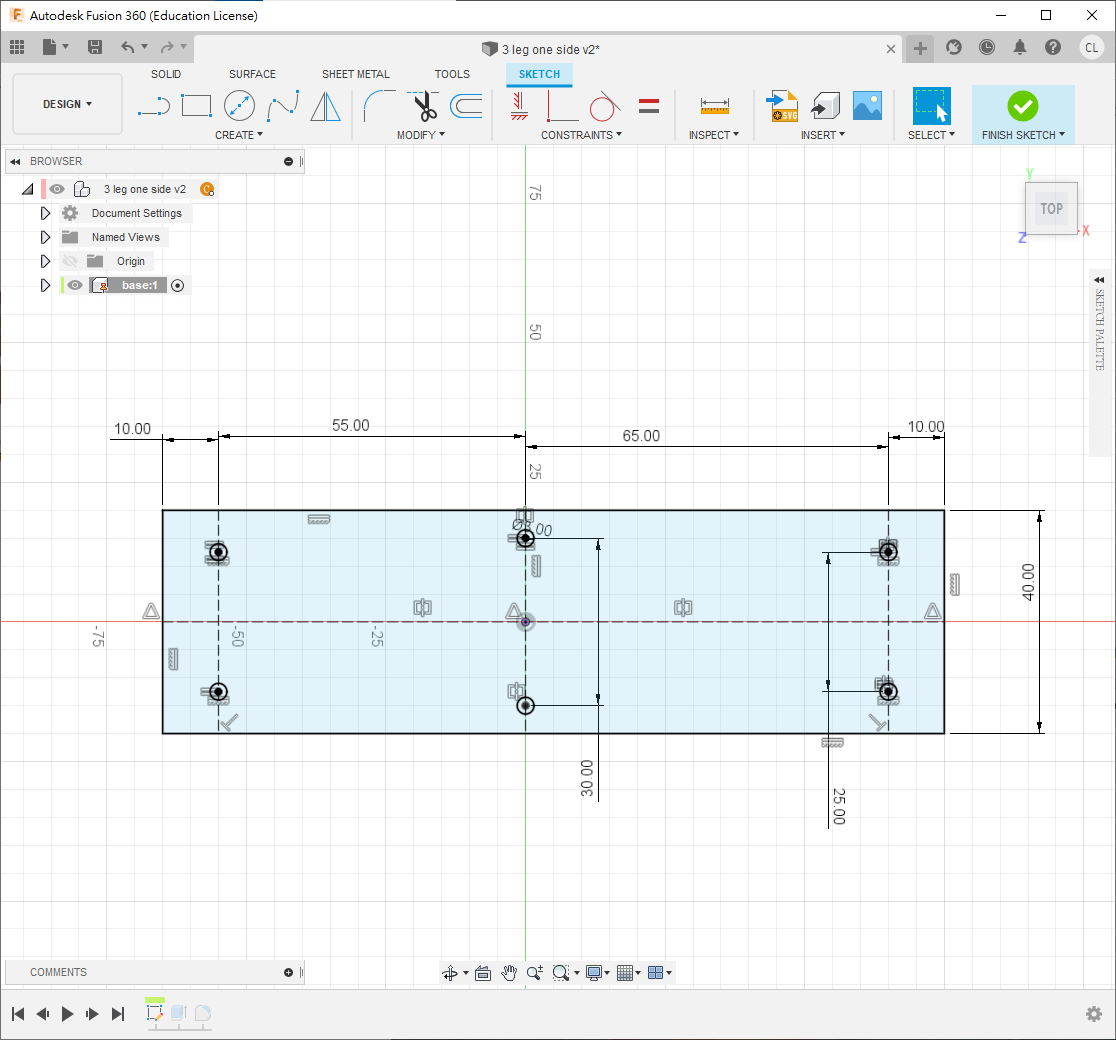 Autodesk Fusion 360 (Education License)
3 leg one side v2*
CL
SOLID SURFACE SHEET METAL TOOLS SKETCH
DESIGN
SVG
CREATE MODIFY CONSTRAINTS INSPECT INSERT SELECT FINISH SKETCH
BROWSER
3 leg one side v2
Document Settings
Named Views
Origin
base:1
Y
TOP
X
Z
SKETCH PALETTE
75
50
25
10.00
55.00
65.00
10.00
40.00
-75
-50
-25
30.00
25.00
COMMENTS